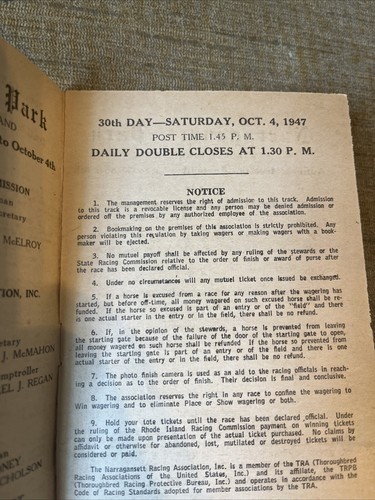 Park
AND
to October 4th
MISSION
man
Secretary
McELROY
TION, INC.
Secretary
J. McMAHON
Comptroller
EL J. REGAN
NEY
CHOLSON
30th DAY—SATURDAY, OCT. 4, 1947
POST TIME 1.45 P. M.
DAILY DOUBLE CLOSES AT 1.30 P. M.
NOTICE
1. The management reserves the right of admission to this track. Admission
to this track is a revocable license and any person may be denied admission or
ordered off the premises by any authorized employee of the association.
2. Bookmaking on the premises of this association is strictly prohibited. Any
person violating this regulation by taking wagers or making wagers with a book-
maker will be ejected.
3. No mutuel payoff shall be affected by any ruling of the stewards or the
State Racing Commission relative to the order of finish or award of purse after
the race has been declared official.
4. Under no circumstances will any mutuel ticket once issued be exchanged.
5. If a horse is excused from a race for any reason after the wagering has
started, but before off-time, all money wagered on such excused horse shall be re-
funded. If the horse so excused is part of an entry or of the "field" and there
is one actual starter in the entry or in the field, there shall be no refund.
6. If, in the opinion of the stewards, a horse is prevented from leaving
the starting gate because of the failure of the door of the starting gate to open,
all money wagered on such horse shall be refunded. If the horse so prevented from
leaving the starting gate is part of an entry or of the field and there is one
actual starter of the entry or in the field, there shall be no refund.
7. The photo finish camera is used as an aid to the racing officials in reach-
ing a decision as to the order of finish. Their decision is final and conclusive.
8. The association reserves the right in any race to confine the wagering to
Win wagering and to eliminate Place or Show wagering or both.
9. Hold your tote tickets until the race has been declared official. Under
the ruling of the Rhode Island Racing Commission payment on winning tickets
can only be made upon presentation of the actual ticket purchased. No claims by
affidavit or otherwise for abandoned, lost, mutilated or destroyed tickets will be
considered or paid.
The Narragansett Racing Association, Inc. is a member of the TRA (Thoroughbred
Racing Associations of the United States, Inc.) and its affiliate, the TRPB
(Thoroughbred Racing Protective Bureau, Inc.) and operates in accordance with the
Code of Racing Standards adopted for member associations by the TRA.